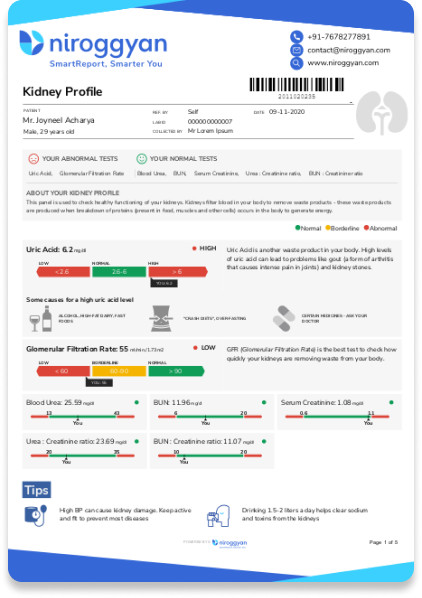 niroggyan
SmartReport, Smarter You
+91-7678277891
contact@niroggyan.com
www.niroggyan.com
Kidney Profile
2011020235
PATIENT
Mr. Joyneel Acharya
Male, 29 years old
REF. BY Self
LAB ID 000000000007
COLLECTED BY Mr Lorem Ipsum
DATE 09-11-2020
YOUR ABNORMAL TESTS
Uric Acid, Glomerular Filtration Rate
YOUR NORMAL TESTS
Blood Urea, BUN, Serum Creatinine, Urea : Creatinine ratio, BUN : Creatinine ratio
ABOUT YOUR KIDNEY PROFILE
This panel is used to check healthy functioning of your kidneys. Kidneys filter blood in your body to remove waste products - these waste products
are produced when breakdown of proteins (present in food, muscles and other cells) occurs in the body to generate energy.
Normal Borderline Abnormal
Uric Acid: 6.2 mg/dl
HIGH
LOW NORMAL HIGH
<2.6 2.6-6 > 6
YOU: 6.2
Uric Acid is another waste product in your body. High levels
of uric acid can lead to problems like gout (a form of arthritis
that causes intense pain in joints) and kidney stones.
Some causes for a high uric acid level
ALCOHOL, HIGH-FAT DIARY, FAST
FOODS
"CRASH DIETS", OVER-FASTING
CERTAIN MEDICINES - ASK YOUR
DOCTOR
Glomerular Filtration Rate: 55 ml/min/1.73m2
LOW
LOW BORDERLINE NORMAL
< 60 60-90 > 90
YOU: 55
GFR (Glomerular Filtration Rate) is the best test to check how
quickly your kidneys are removing waste from your body.
Blood Urea: 25.59 mg/dl
13 43
You
BUN: 11.96 mg/dl
6 20
You
Serum Creatinine: 1.08 mg/dl
0.6 1.1
You
Urea : Creatinine ratio: 23.69 mg/dl
20 35
You
BUN : Creatinine ratio: 11.07 mg/dl
10 20
You
Tips
High BP can cause kidney damage. Keep active
and fit to prevent most diseases
Drinking 1.5-2 liters a day helps clear sodium
and toxins from the kidneys
POWERED BY niroggyan
Page 1 of 5